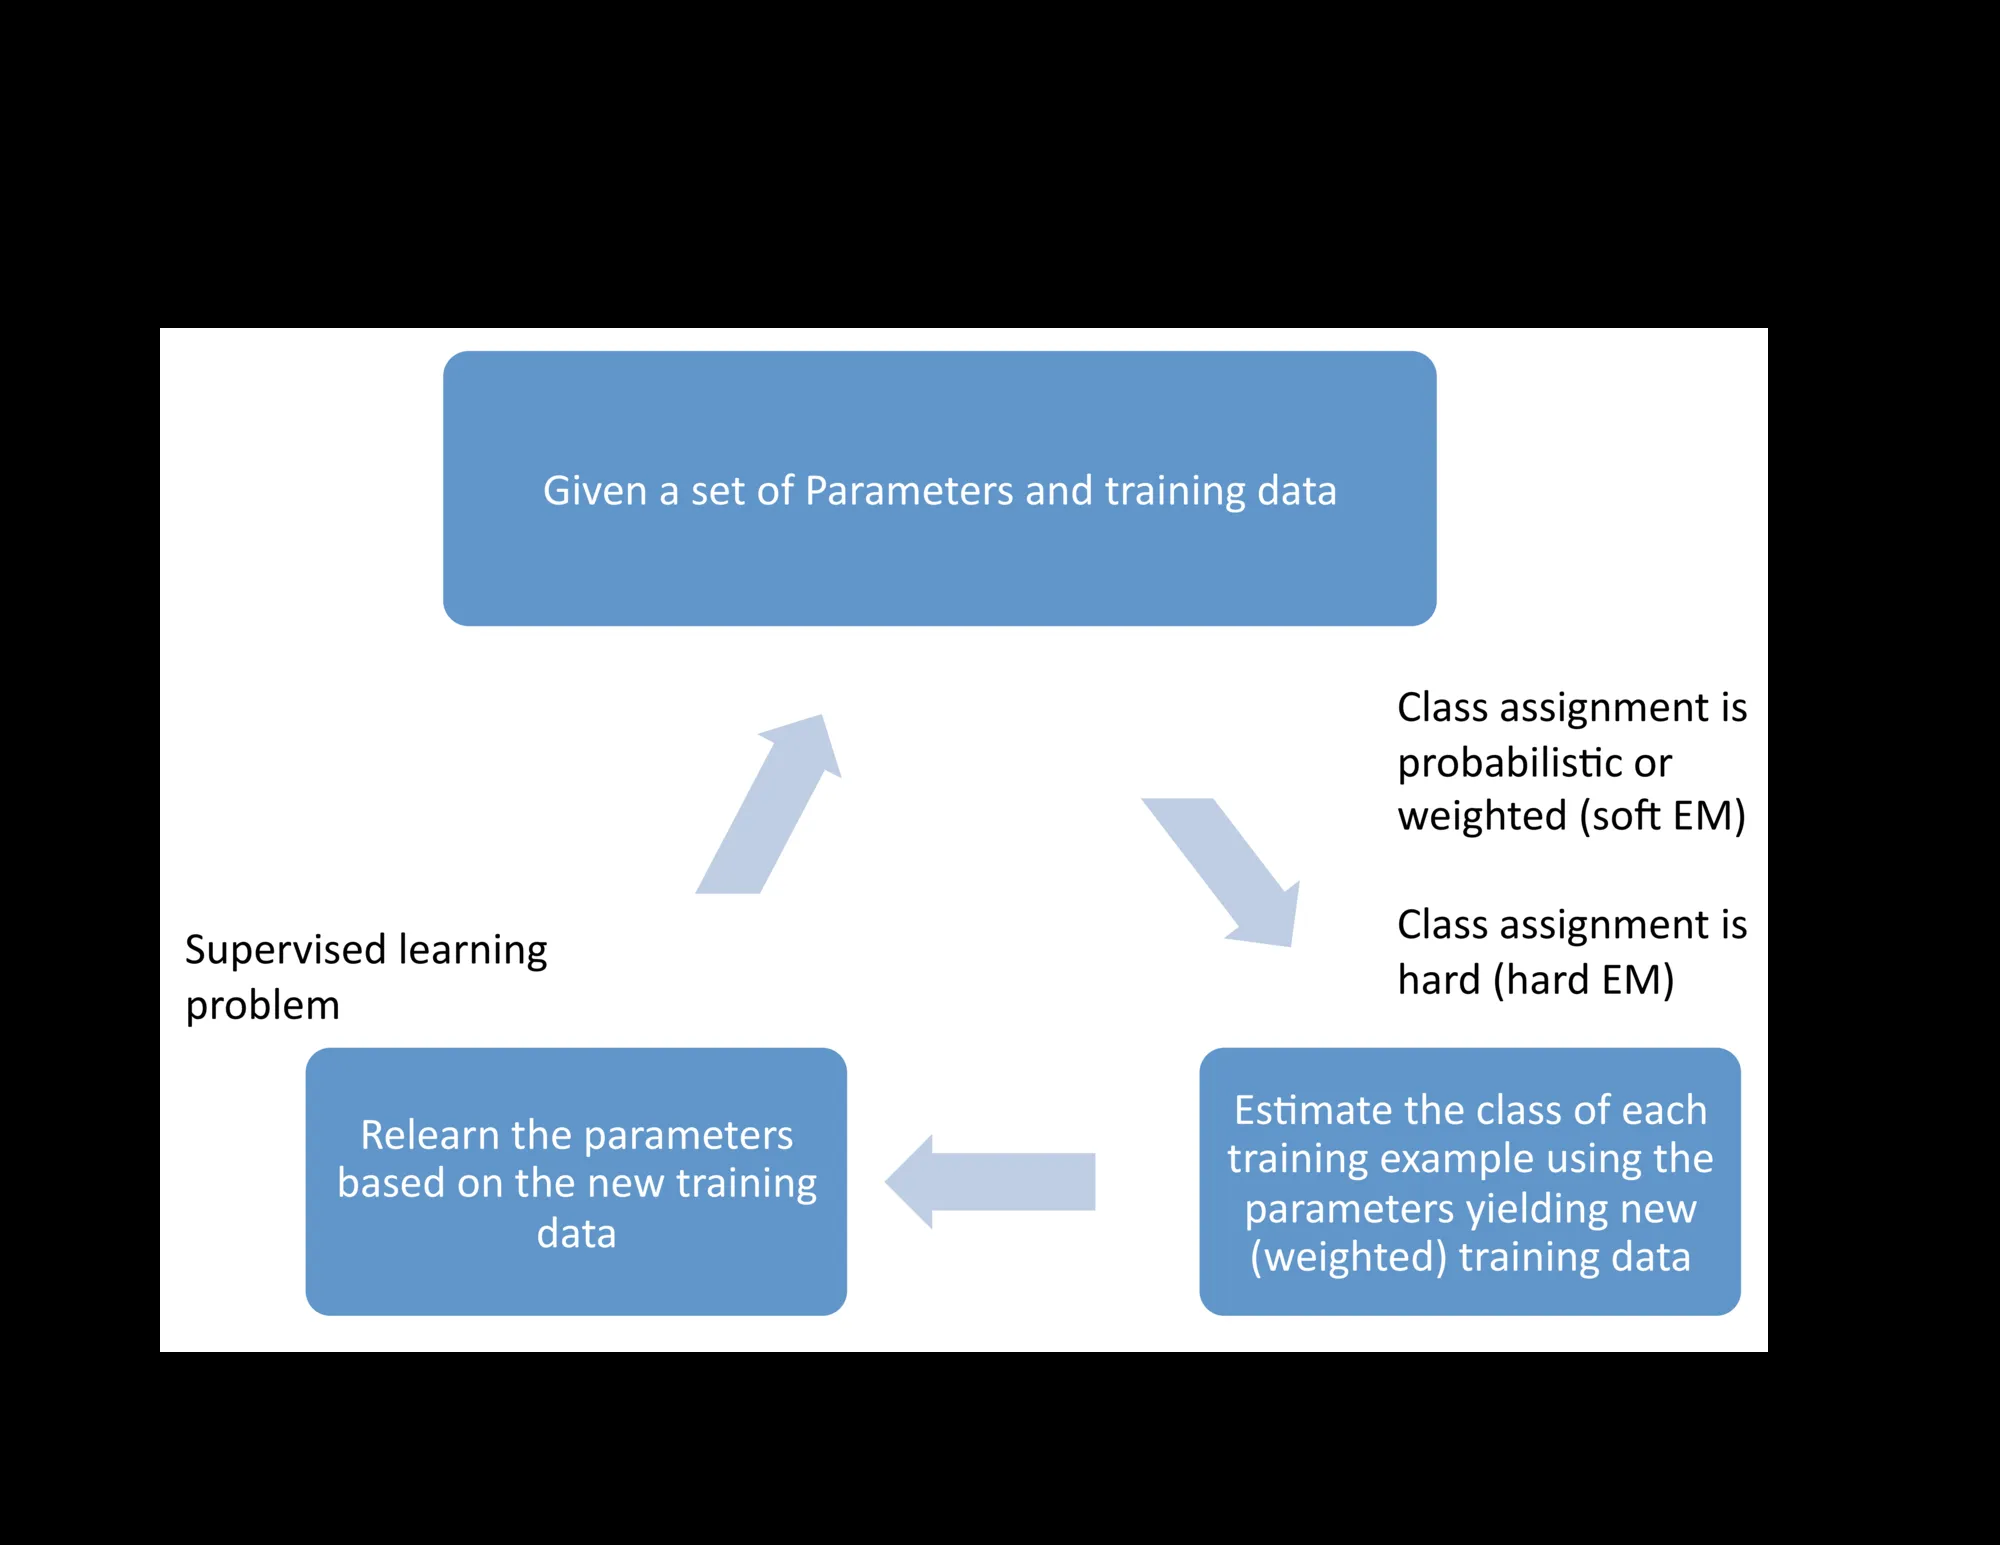 Given a set of Parameters and training data
Class assignment is
probabilistic or
weighted (soft EM)
Class assignment is
hard (hard EM)
Supervised learning
problem
Estimate the class of each
training example using the
parameters yielding new
(weighted) training data
Relearn the parameters
based on the new training
data